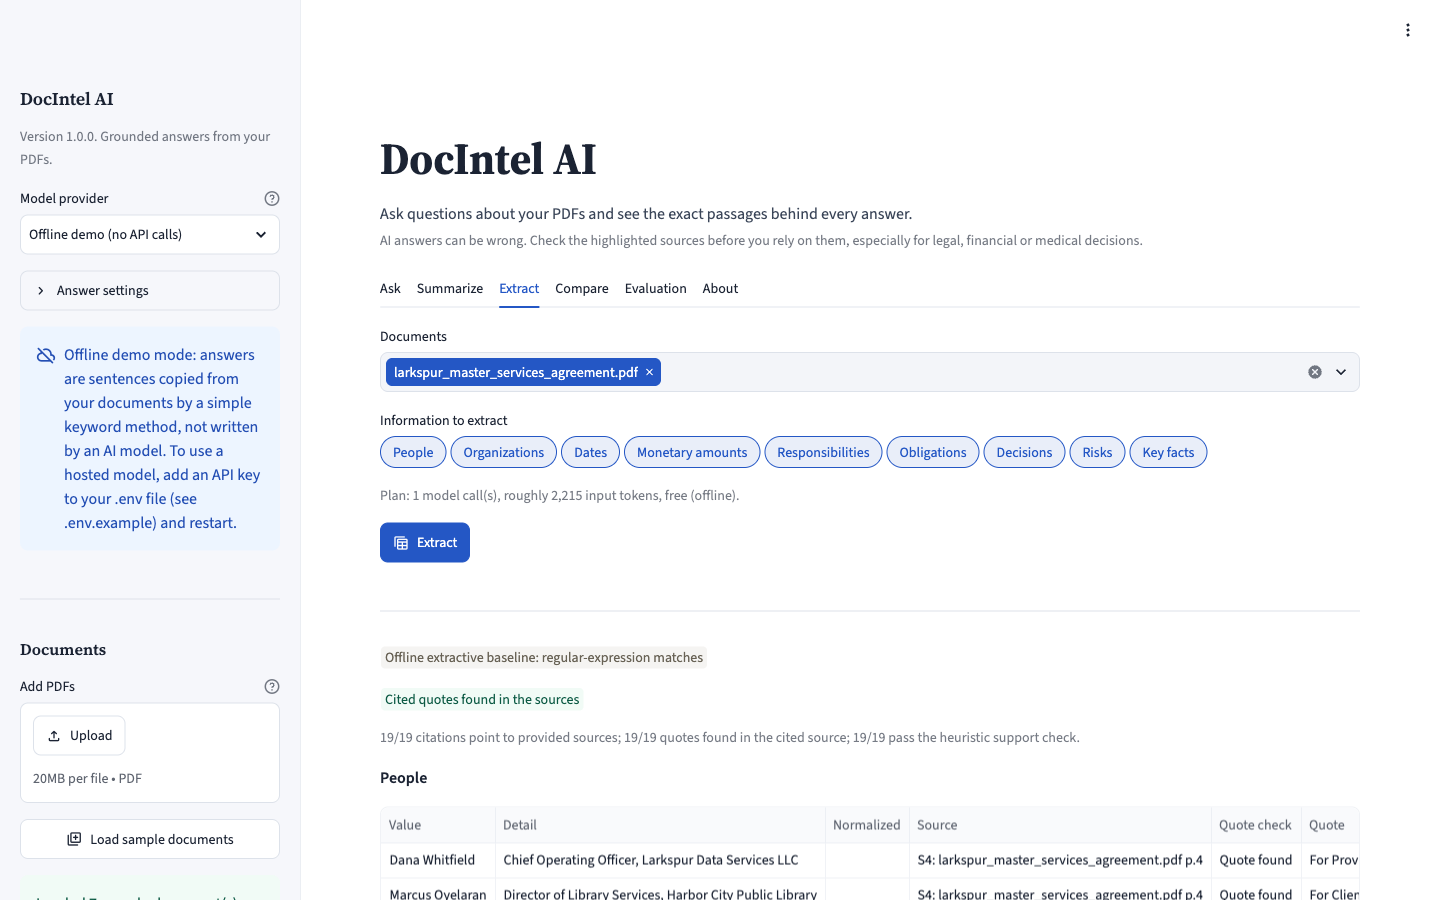 DocIntel AI
Version 1.0.0. Grounded answers from your
PDFs.
Model provider
Offline demo (no API calls)
Answer settings
Offline demo mode: answers
are sentences copied from
your documents by a simple
keyword method, not written
by an AI model. To use a
hosted model, add an API key
to your .env file (see
.env.example) and restart.
Documents
Add PDFs
Upload
20MB per file • PDF
Load sample documents
DocIntel AI
Ask questions about your PDFs and see the exact passages behind every answer.
AI answers can be wrong. Check the highlighted sources before you rely on them, especially for legal, financial or medical decisions.
Ask Summarize Extract Compare Evaluation About
Documents
larkspur_master_services_agreement.pdf
Information to extract
People Organizations Dates Monetary amounts Responsibilities Obligations Decisions Risks Key facts
Plan: 1 model call(s), roughly 2,215 input tokens, free (offline).
Extract
Offline extractive baseline: regular-expression matches
Cited quotes found in the sources
19/19 citations point to provided sources; 19/19 quotes found in the cited source; 19/19 pass the heuristic support check.
People
Value Detail Normalized Source Quote check Quote
Dana Whitfield Chief Operating Officer, Larkspur Data Services LLC S4: larkspur_master_services_agreement.pdf p.4 Quote found For Prov
Marcus Oyelaran Director of Library Services, Harbor City Public Library S4: larkspur_master_services_agreement.pdf p.4 Quote found For Clien